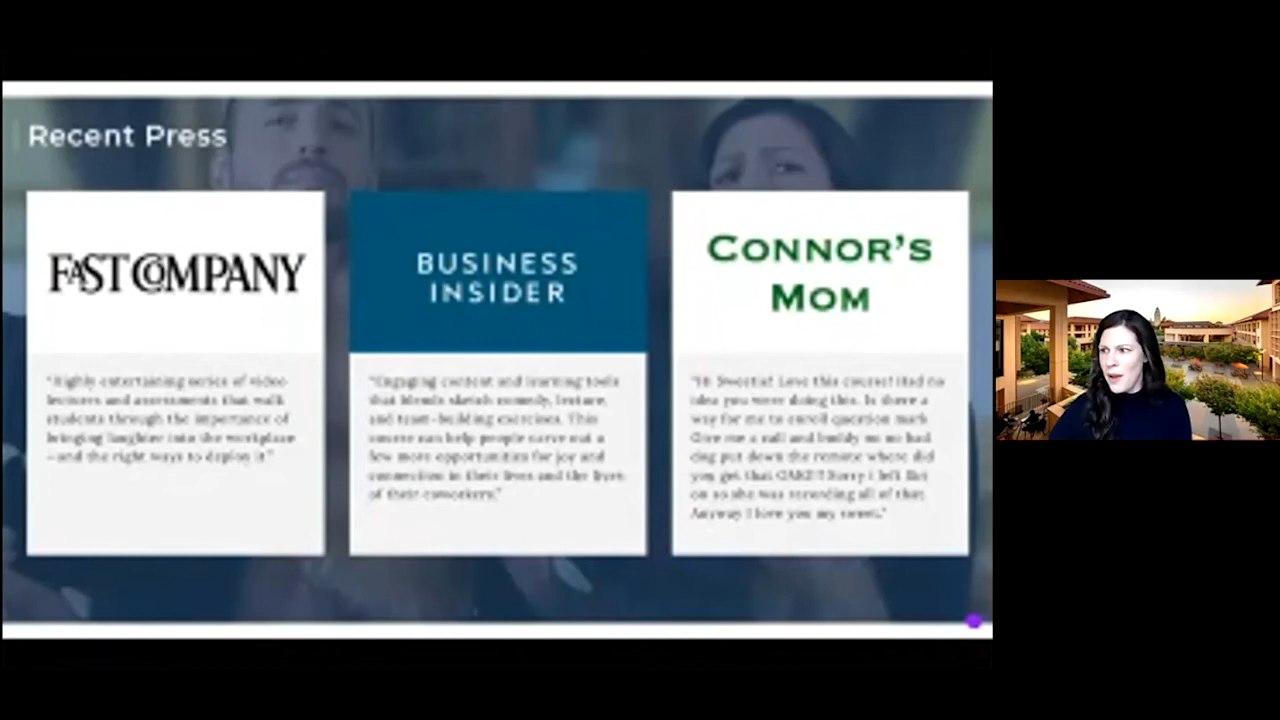 Recent Press
FAST COMPANY
"Highly entertaining series of video
lectures and assessments that walk
students through the importance of
bringing laughter into the workplace
—and the right ways to deploy it"
BUSINESS
INSIDER
"Engaging content and learning tools
that blends sketch comedy, lecture,
and team-building exercises. This
course can help people carve out a
few more opportunities for joy and
connection in their lives and the lives
of their coworkers."
CONNOR'S
MOM
"Hi Sweetie! Love this course! Had no
idea you were doing this. Is there a
way for me to enroll question mark
Give me a call and buddy no no bad
dog put down the remote where did
you get that Sorry I left
on so she was recording all of that.
Anyway I love you my sweet."